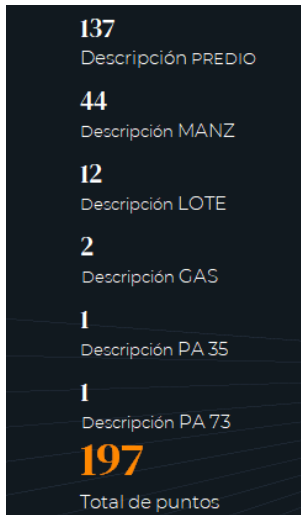 137
Descripción PREDIO
44
Descripción MANZ
12
Descripción LOTE
2
Descripción GAS
1
Descripción PA 35
1
Descripción PA 73
197
Total de puntos